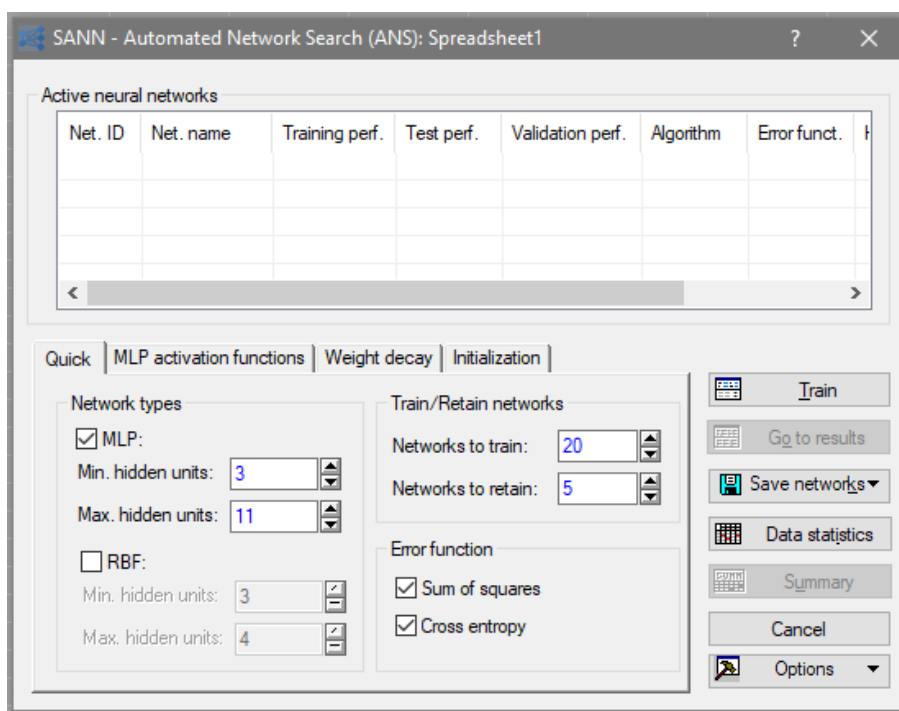 SANN - Automated Network Search (ANS): Spreadsheet1 ?
Active neural networks
Net. ID Net. name Training perf. Test perf. Validation perf. Algorithm Error funct.
Quick MLP activation functions Weight decay Initialization
Network types
MLP:
Min. hidden units: 3
Max. hidden units: 11
RBF:
Min. hidden units: 3
Max. hidden units: 4
Train/Retain networks
Networks to train: 20
Networks to retain: 5
Error function
Sum of squares
Cross entropy
Train
Go to results
Save networks
Data statistics
Summary
Cancel
Options